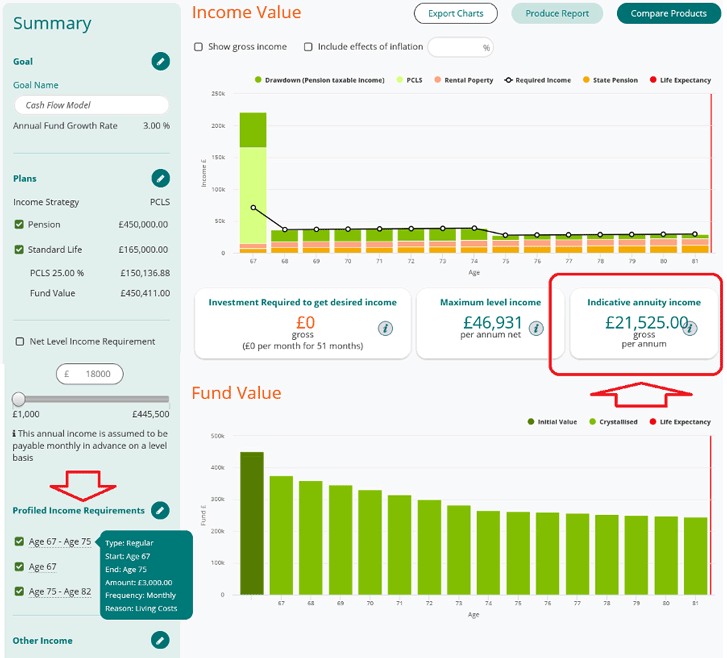 Summary
Goal
Goal Name
Cash Flow Model
Annual Fund Growth Rate 3.00 %
Plans
Income Strategy PCLS
Pension £450,000.00
Standard Life £165,000.00
PCLS 25.00 % £150,136.88
Fund Value £450,411.00
Net Level Income Requirement
£ 18000
£1,000 £445,500
i This annual income is assumed to be
payable monthly in advance on a level
basis
Profiled Income Requirements
Age 67 - Age 75
Age 67
Age 75 - Age 82
Type: Regular
Start: Age 67
End: Age 75
Amount: £3,000.00
Frequency: Monthly
Reason: Living Costs
Other Income
Income Value
Export Charts Produce Report Compare Products
Show gross income Include effects of inflation %
Drawdown (Pension taxable income) PCLS Rental Poperty Required Income State Pension Life Expectancy
250k
200k
150k
100k
50k
0
Income £
67 68 69 70 71 72 73 74 75 76 77 78 79 80 81
Age
Investment Required to get desired income
£0
gross
(£0 per month for 51 months)
i
Maximum level income
£46,931
per annum net
i
Indicative annuity income
£21,525.00
gross
per annum
i
Fund Value
Initial Value Crystallised Life Expectancy
500k
400k
300k
200k
100k
0
Fund £
67 68 69 70 71 72 73 74 75 76 77 78 79 80 81
Age